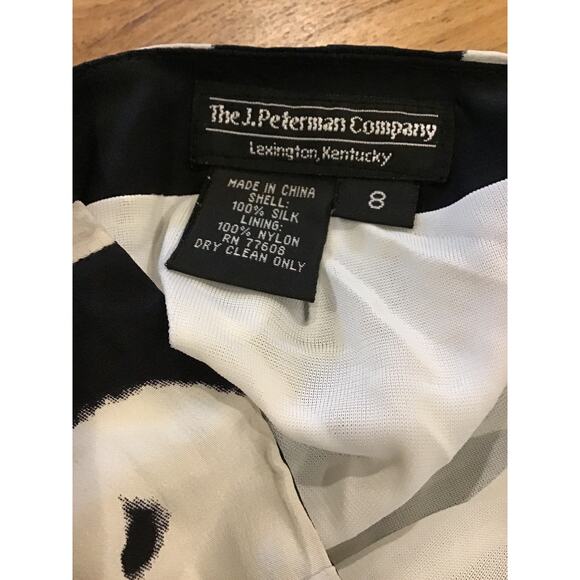 The J. Peterman Company
Lexington, Kentucky
MADE IN CHINA
SHELL:
100% SILK
LINING:
100% NYLON
RN 77608
DRY CLEAN ONLY
8